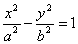 x²/a² − y²/b² = 1